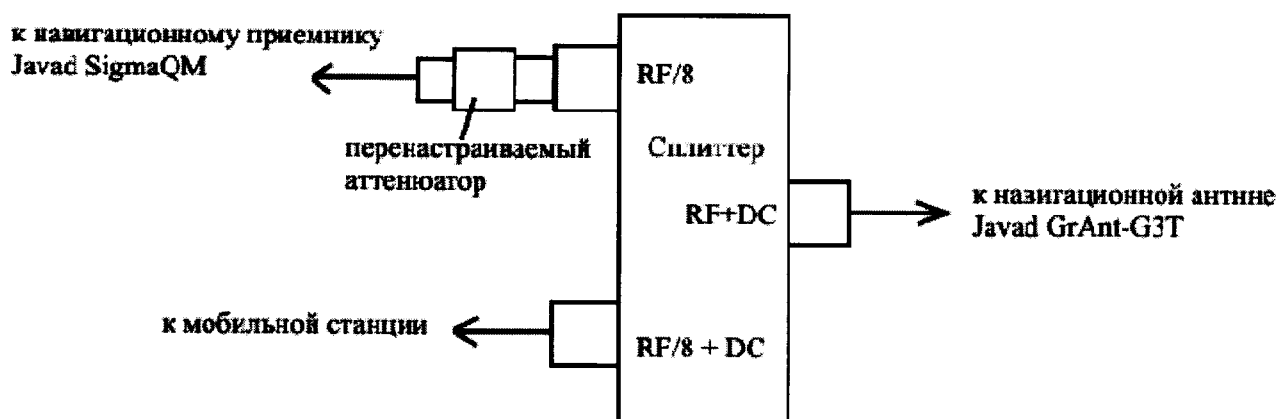 к навигационному приемнику
Javad SigmaQM
перенастраиваемый
аттенюатор
к мобильной станции
RF/8
Сплиттер
RF+DC
RF/8 + DC
к назигационной антнне
Javad GrAnt-G3T